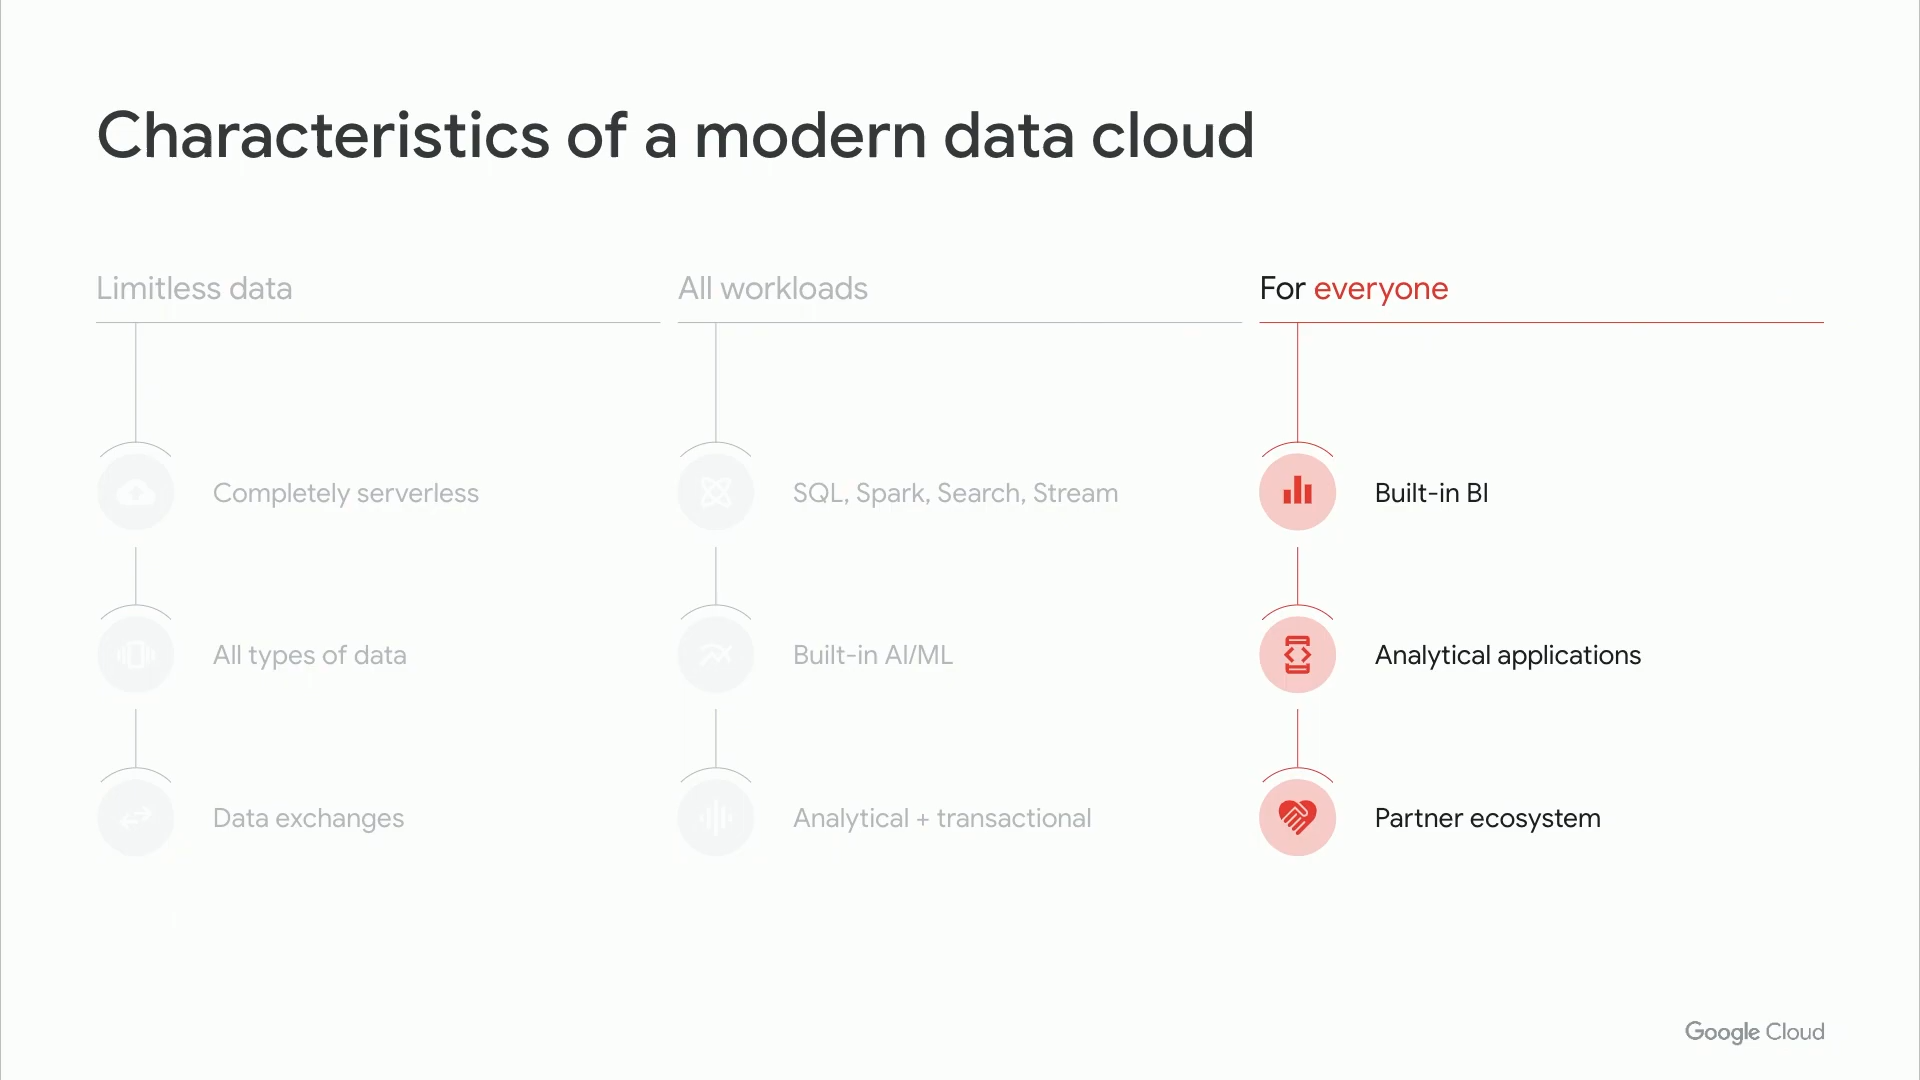 Characteristics of a modern data cloud
Limitless data
Completely serverless
All types of data
Data exchanges
All workloads
SQL, Spark, Search, Stream
Built-in AI/ML
Analytical + transactional
For everyone
Built-in BI
Analytical applications
Partner ecosystem
Google Cloud